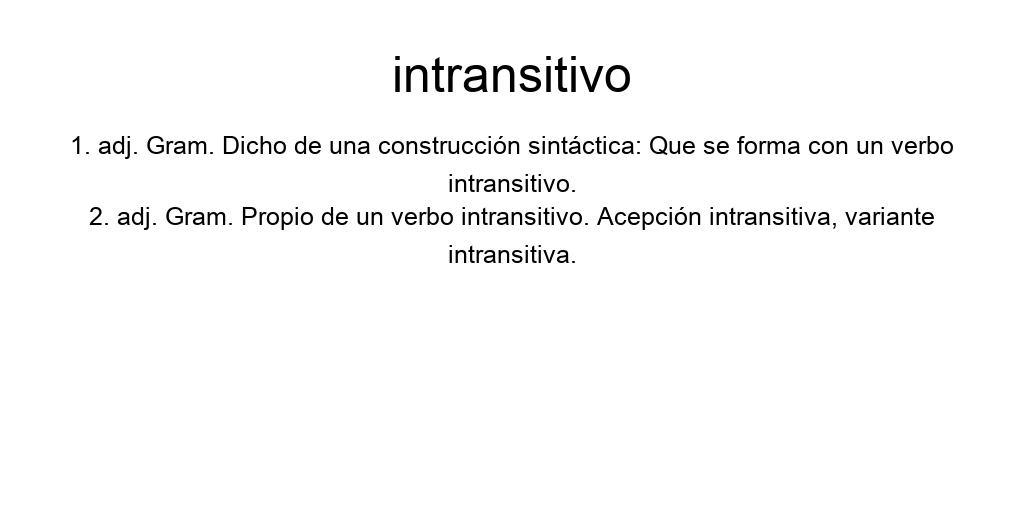 intransitivo
1. adj. Gram. Dicho de una construcción sintáctica: Que se forma con un verbo
intransitivo.
2. adj. Gram. Propio de un verbo intransitivo. Acepción intransitiva, variante
intransitiva.